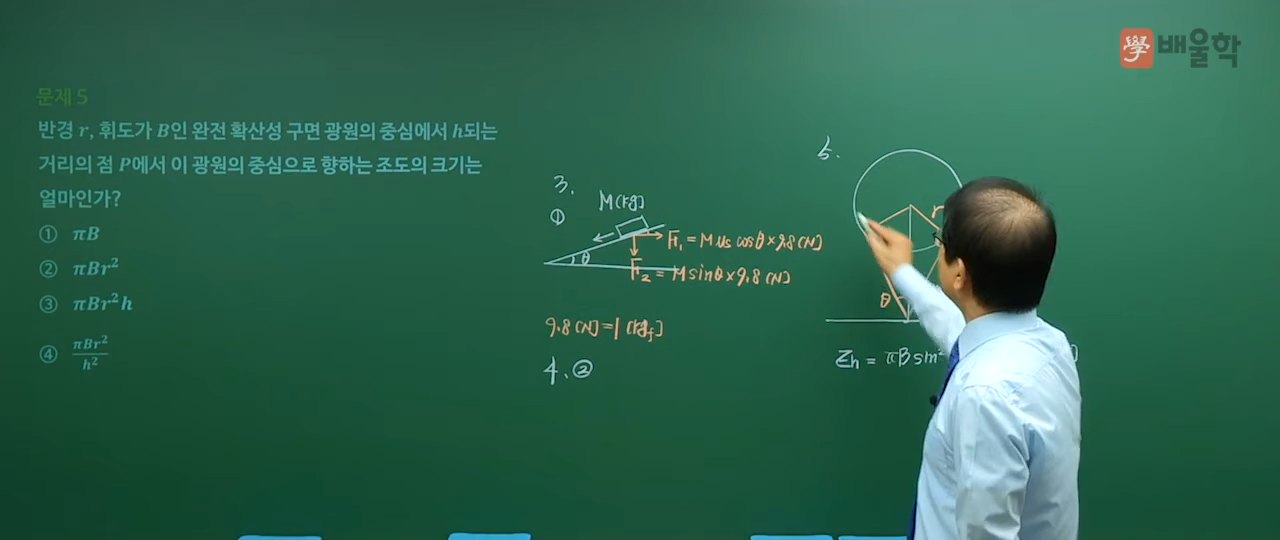 學 배울학
문제 5
반경 r, 휘도가 B인 완전 확산성 구면 광원의 중심에서 h되는
거리의 점 P에서 이 광원의 중심으로 향하는 조도의 크기는
얼마인가?
① πB
② πBr²
③ πBr²h
④ πBr²/h²
3.
①
M[kg]
θ
F₁ = Mμs cosθ×9.8[N]
F₂ = M sinθ×9.8[N]
9.8[N]=1[kgf]
4. ②
5.
r
θ
Eh = πB sin²